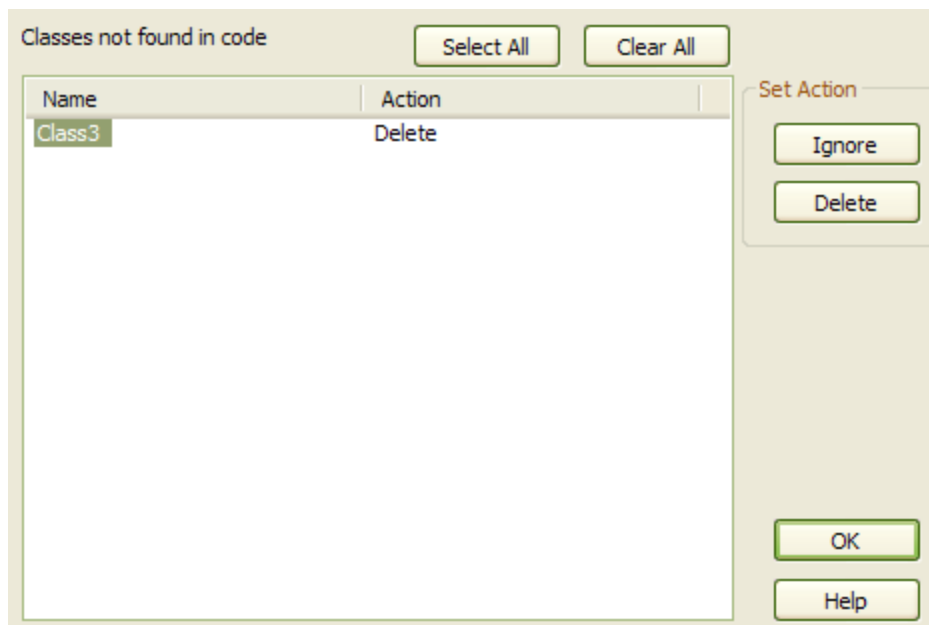 Classes not found in code
Select All
Clear All
Name Action
Class3 Delete
Set Action
Ignore
Delete
OK
Help